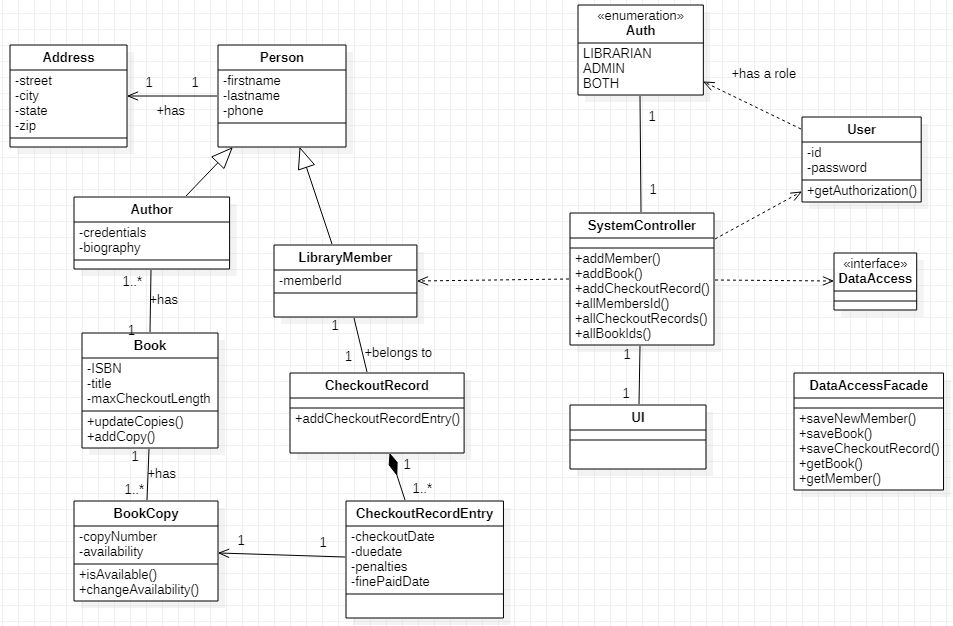 «enumeration»
Auth
LIBRARIAN
ADMIN
BOTH
Address
-street
-city
-state
-zip
1
1
+has
Person
-firstname
-lastname
-phone
+has a role
User
-id
-password
+getAuthorization()
1
1
Author
-credentials
-biography
LibraryMember
-memberId
SystemController
+addMember()
+addBook()
+addCheckoutRecord()
+allMembersId()
+allCheckoutRecords()
+allBookIds()
«interface»
DataAccess
1..*
+has
1
Book
-ISBN
-title
-maxCheckoutLength
+updateCopies()
+addCopy()
1
1
+belongs to
CheckoutRecord
+addCheckoutRecordEntry()
1
1
UI
DataAccessFacade
+saveNewMember()
+saveBook()
+saveCheckoutRecord()
+getBook()
+getMember()
1
+has
1..*
1
1..*
BookCopy
-copyNumber
-availability
+isAvailable()
+changeAvailability()
1
1
CheckoutRecordEntry
-checkoutDate
-duedate
-penalties
-finePaidDate